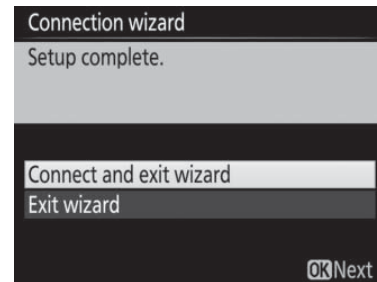 Connection wizard
Setup complete.
Connect and exit wizard
Exit wizard
OK Next